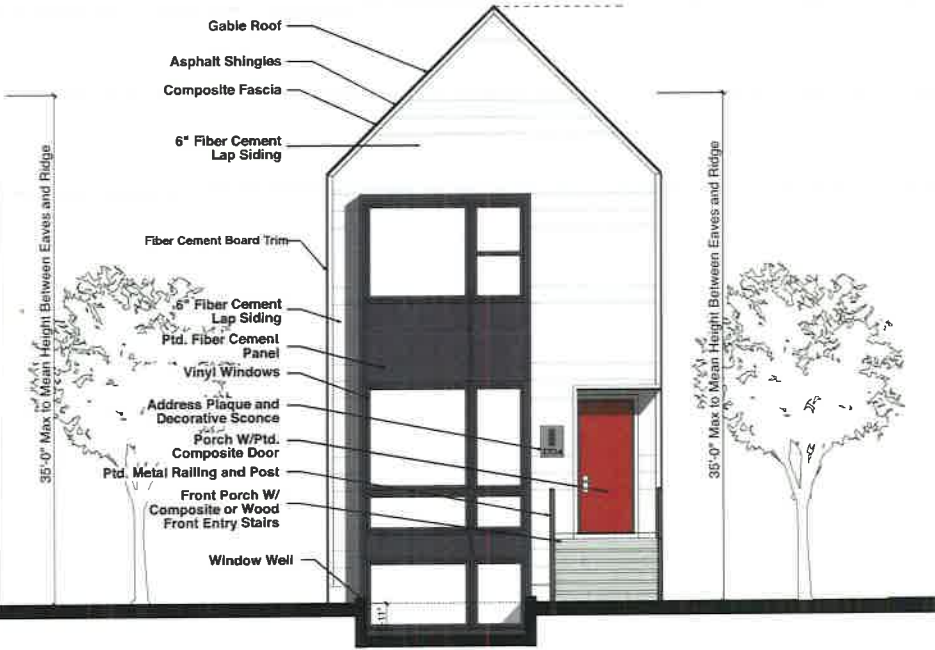 Gable Roof
Asphalt Shingles
Composite Fascia
6" Fiber Cement
Lap Siding
Fiber Cement Board Trim
6" Fiber Cement
Lap Siding
Ptd. Fiber Cement
Panel
Vinyl Windows
Address Plaque and
Decorative Sconce
Porch W/Ptd.
Composite Door
Ptd. Metal Railing and Post
Front Porch W/
Composite or Wood
Front Entry Stairs
Window Well
35'-0" Max to Mean Height Between Eaves and Ridge
35'-0" Max to Mean Height Between Eaves and Ridge